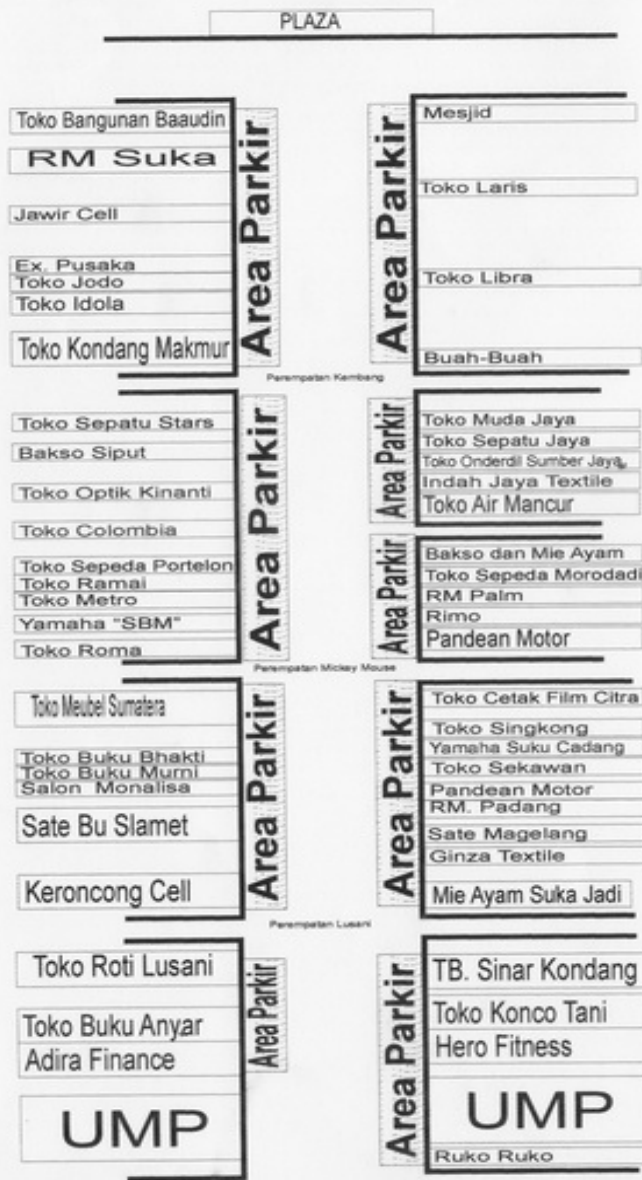 PLAZA
Toko Bangunan Baaudin
RM Suka
Jawir Cell
Ex. Pusaka
Toko Jodo
Toko Idola
Toko Kondang Makmur
Area Parkir
Area Parkir
Mesjid
Toko Laris
Toko Libra
Buah-Buah
Perempatan Kembang
Toko Sepatu Stars
Bakso Siput
Toko Optik Kinanti
Toko Colombia
Toko Sepeda Portelon
Toko Ramai
Toko Metro
Yamaha "SBM"
Toko Roma
Area Parkir
Area Parkir
Toko Muda Jaya
Toko Sepatu Jaya
Toko Onderdil Sumber Jaya
Indah Jaya Textile
Toko Air Mancur
Area Parkir
Bakso dan Mie Ayam
Toko Sepeda Morodadi
RM Palm
Rimo
Pandean Motor
Perempatan Mickey Mouse
Toko Meubel Sumatera
Toko Buku Bhakti
Toko Buku Murni
Salon Monalisa
Sate Bu Slamet
Keroncong Cell
Area Parkir
Area Parkir
Toko Cetak Film Citra
Toko Singkong
Yamaha Suku Cadang
Toko Sekawan
Pandean Motor
RM. Padang
Sate Magelang
Ginza Textile
Mie Ayam Suka Jadi
Perempatan Lusani
Toko Roti Lusani
Toko Buku Anyar
Adira Finance
UMP
Area Parkir
Area Parkir
TB. Sinar Kondang
Toko Konco Tani
Hero Fitness
UMP
Ruko Ruko